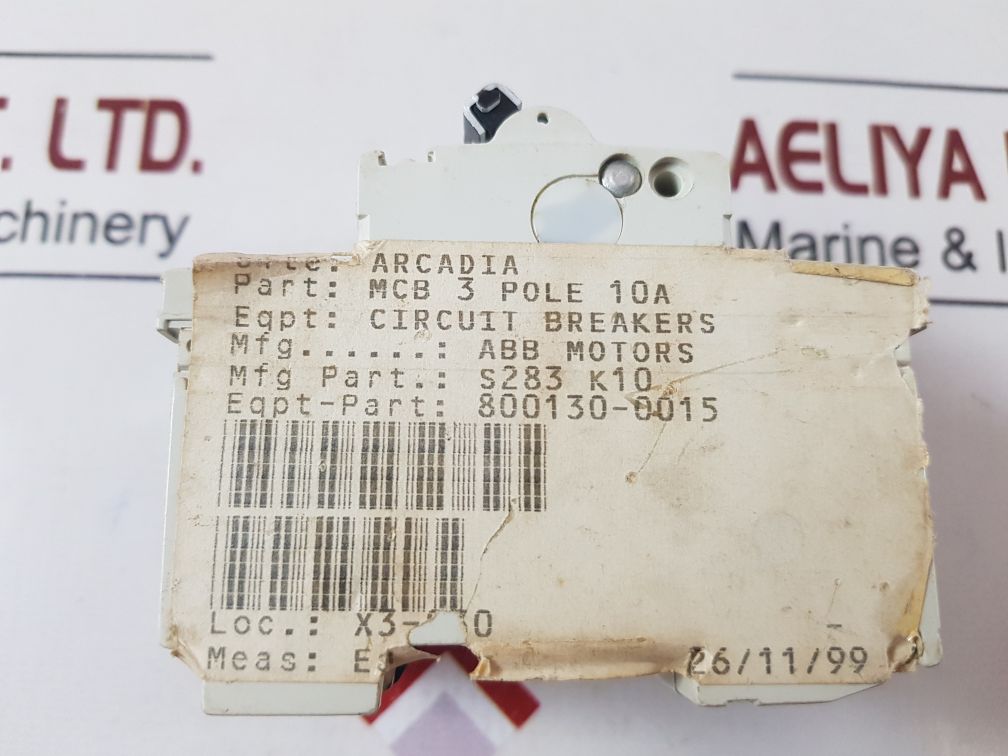 . LTD.
chinery
AELIYA
Marine & I
ARCADIA
Part: MCB 3 POLE 10A
Eqpt: CIRCUIT BREAKERS
Mfg......: ABB MOTORS
Mfg Part.: S283 K10
Eqpt-Part: 800130-0015
Loc.:
Meas:
26/11/99